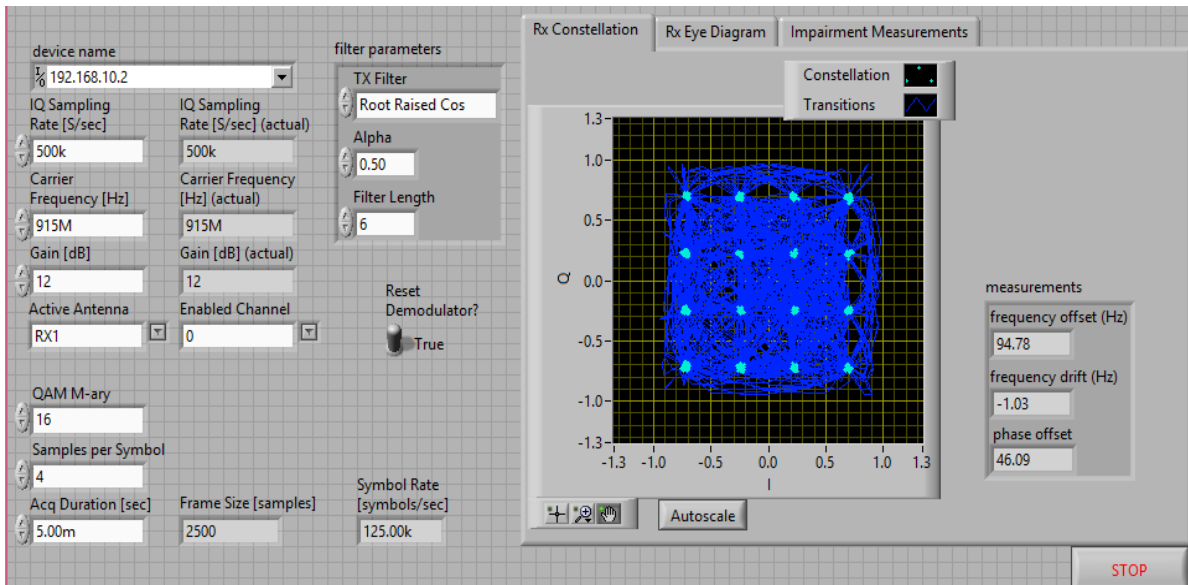 device name
192.168.10.2
IQ Sampling
Rate [S/sec]
500k
IQ Sampling
Rate [S/sec] (actual)
500k
Carrier
Frequency [Hz]
915M
Carrier Frequency
[Hz] (actual)
915M
Gain [dB]
12
Gain [dB] (actual)
12
Active Antenna
RX1
Enabled Channel
0
QAM M-ary
16
Samples per Symbol
4
Acq Duration [sec]
5.00m
Frame Size [samples]
2500
filter parameters
TX Filter
Root Raised Cos
Alpha
0.50
Filter Length
6
Reset
Demodulator?
True
Symbol Rate
[symbols/sec]
125.00k
Rx Constellation
Rx Eye Diagram
Impairment Measurements
Constellation
Transitions
1.3
1.0
0.5
0.0
-0.5
-1.0
-1.3
Q
-1.3 -1.0 -0.5 0.0 0.5 1.0 1.3
I
Autoscale
measurements
frequency offset (Hz)
94.78
frequency drift (Hz)
-1.03
phase offset
46.09
STOP